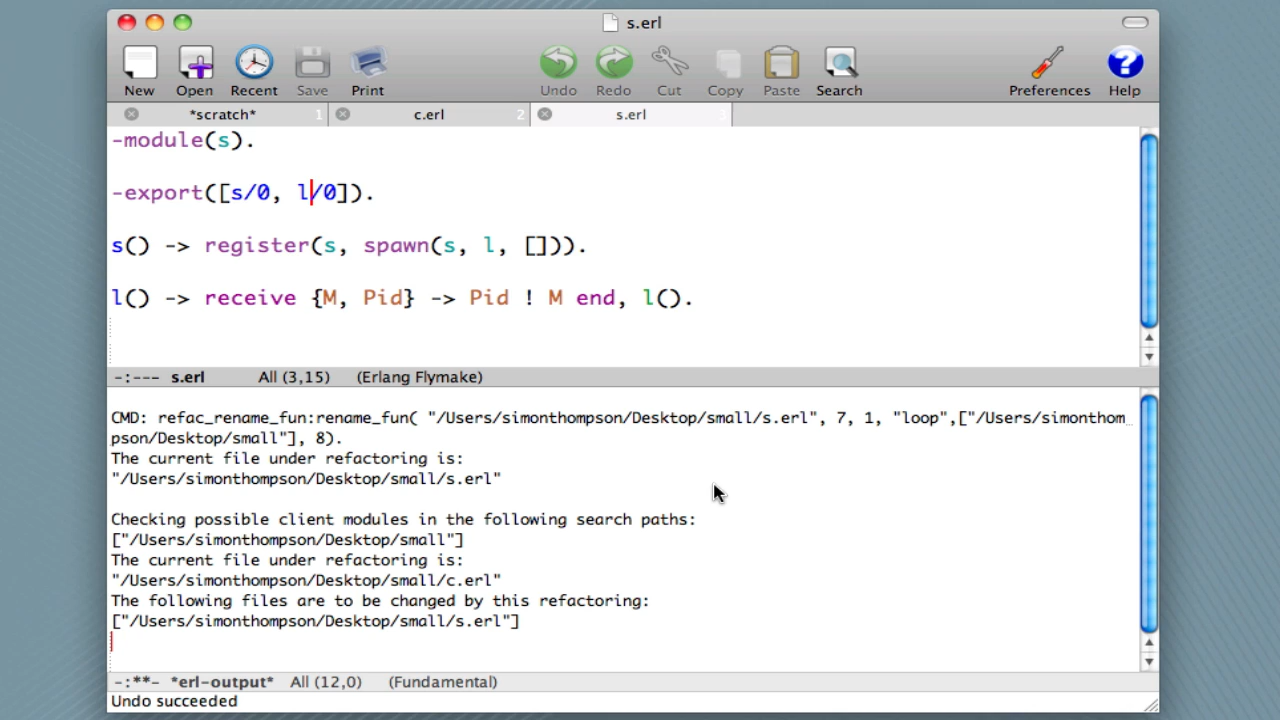 s.erl
New Open Recent Save Print Undo Redo Cut Copy Paste Search Preferences Help
*scratch* 1 c.erl 2 s.erl 3
-module(s).
-export([s/0, l/0]).
s() -> register(s, spawn(s, l, [])).
l() -> receive {M, Pid} -> Pid ! M end, l().
-:--- s.erl All (3,15) (Erlang Flymake)
CMD: refac_rename_fun:rename_fun( "/Users/simonthompson/Desktop/small/s.erl", 7, 1, "loop",["/Users/simonthom
pson/Desktop/small"], 8).
The current file under refactoring is:
"/Users/simonthompson/Desktop/small/s.erl"
Checking possible client modules in the following search paths:
["/Users/simonthompson/Desktop/small"]
The current file under refactoring is:
"/Users/simonthompson/Desktop/small/c.erl"
The following files are to be changed by this refactoring:
["/Users/simonthompson/Desktop/small/s.erl"]
-:**- *erl-output* All (12,0) (Fundamental)
Undo succeeded